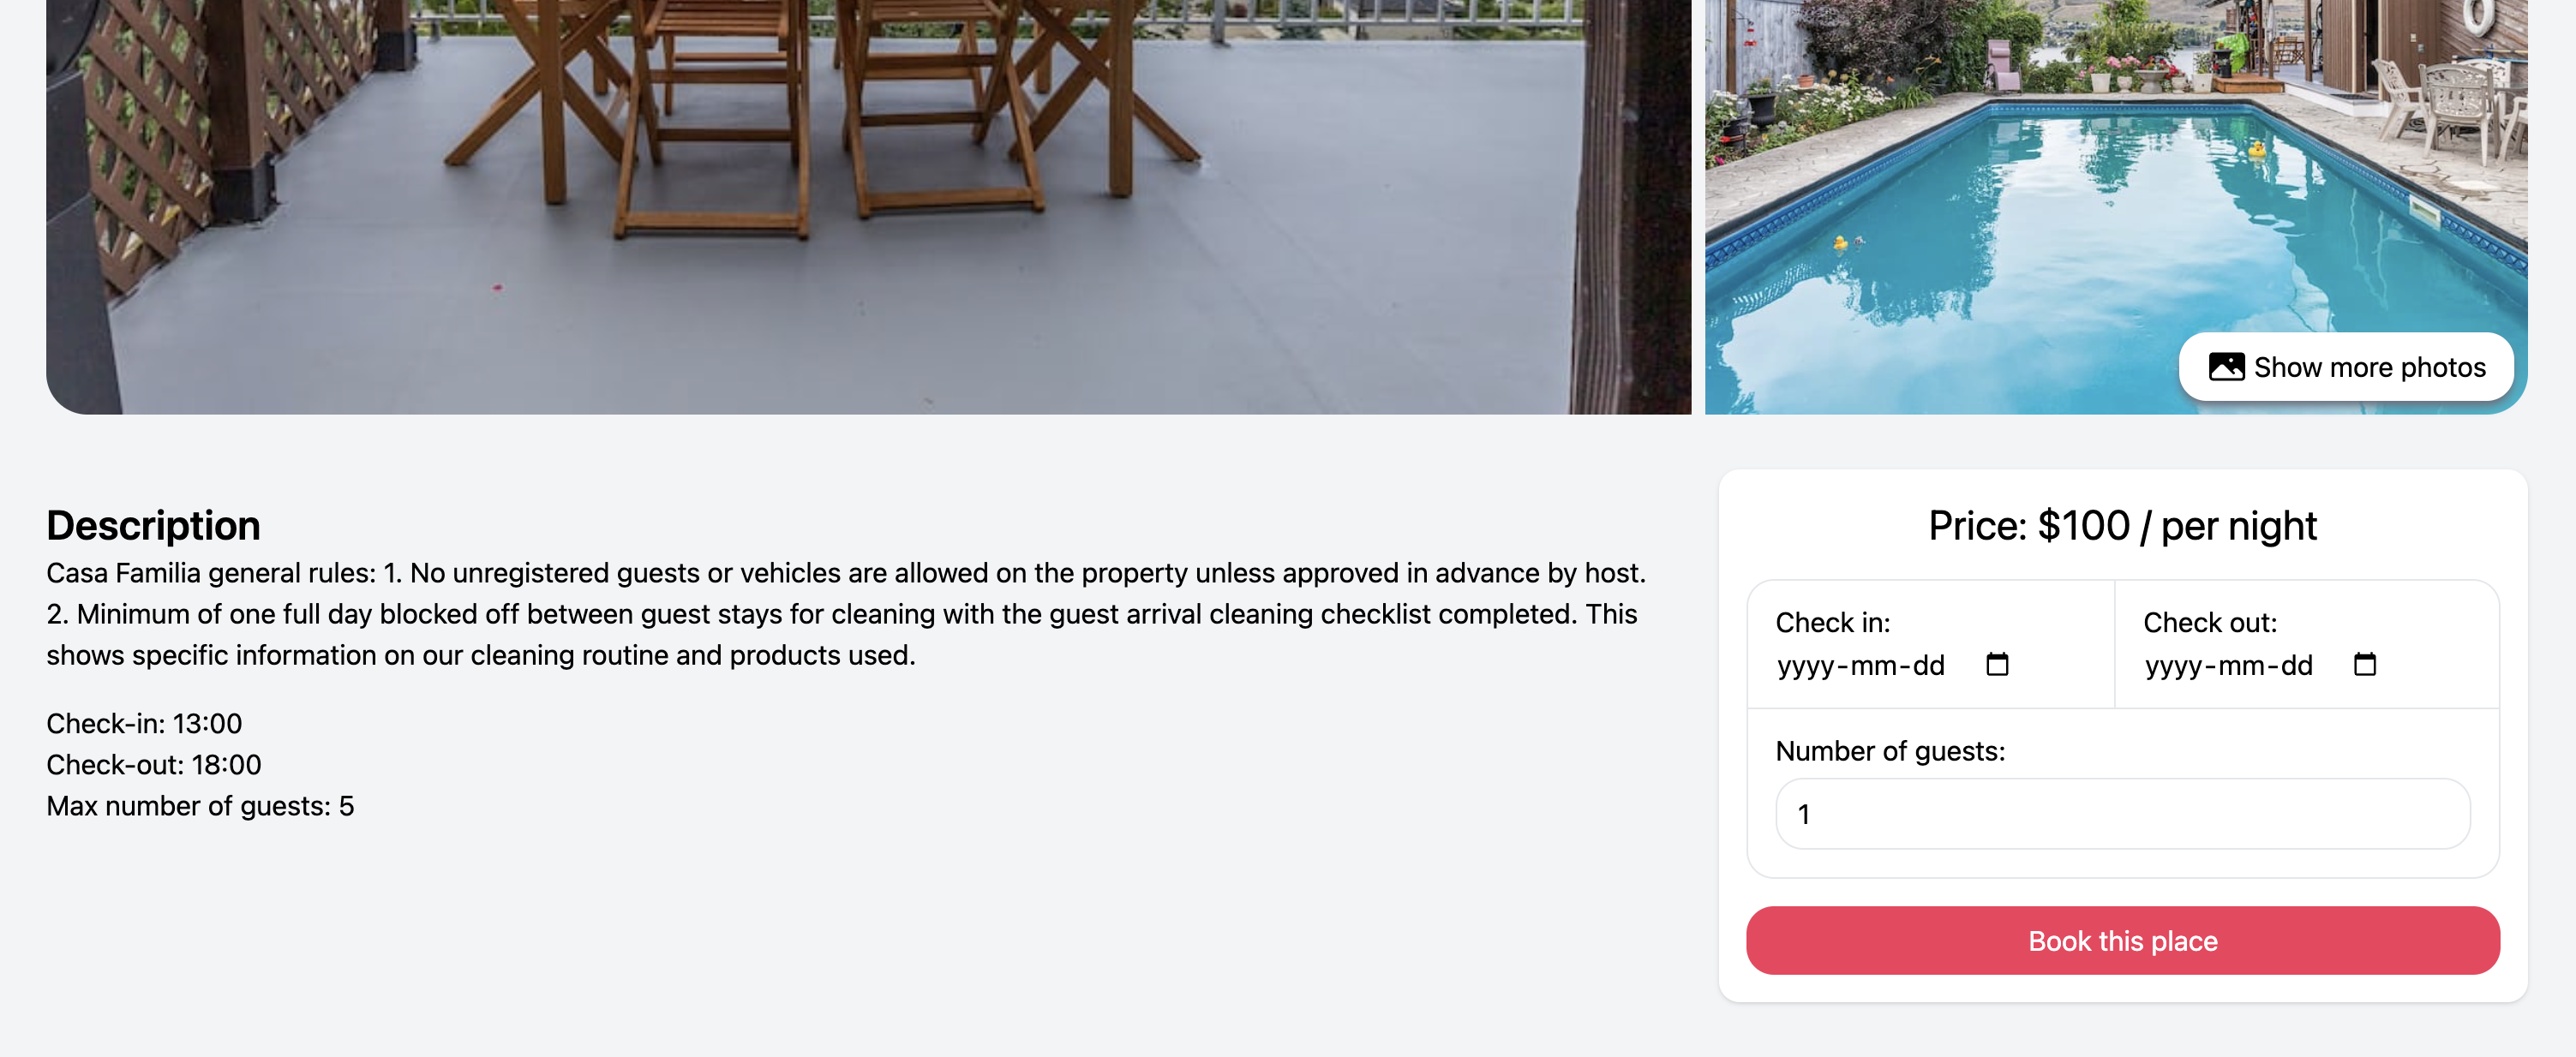 Show more photos
Description
Casa Familia general rules: 1. No unregistered guests or vehicles are allowed on the property unless approved in advance by host.
2. Minimum of one full day blocked off between guest stays for cleaning with the guest arrival cleaning checklist completed. This
shows specific information on our cleaning routine and products used.
Check-in: 13:00
Check-out: 18:00
Max number of guests: 5
Price: $100 / per night
Check in:
yyyy-mm-dd
Check out:
yyyy-mm-dd
Number of guests:
1
Book this place